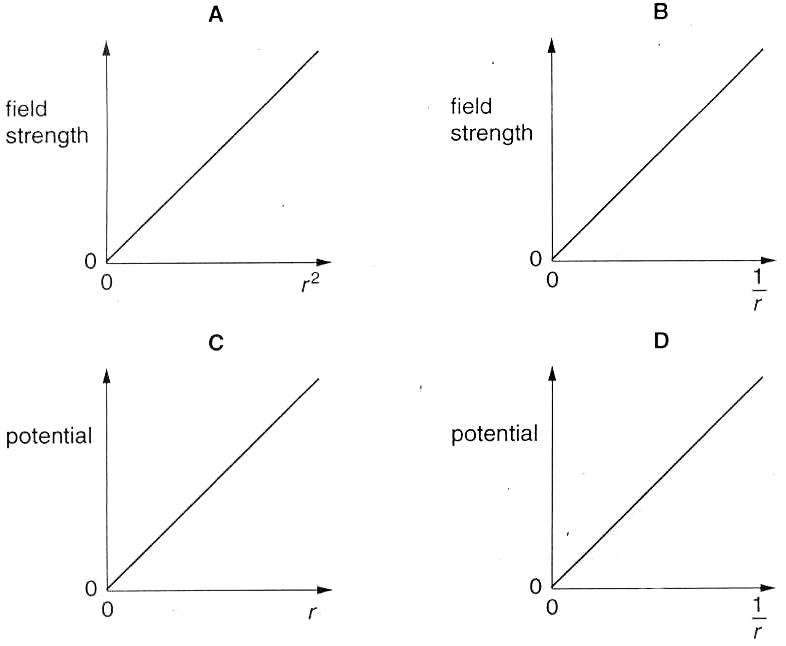 A
field
strength
0
0
r²
B
field
strength
0
0
1
r
C
potential
0
0
r
D
potential
0
0
1
r